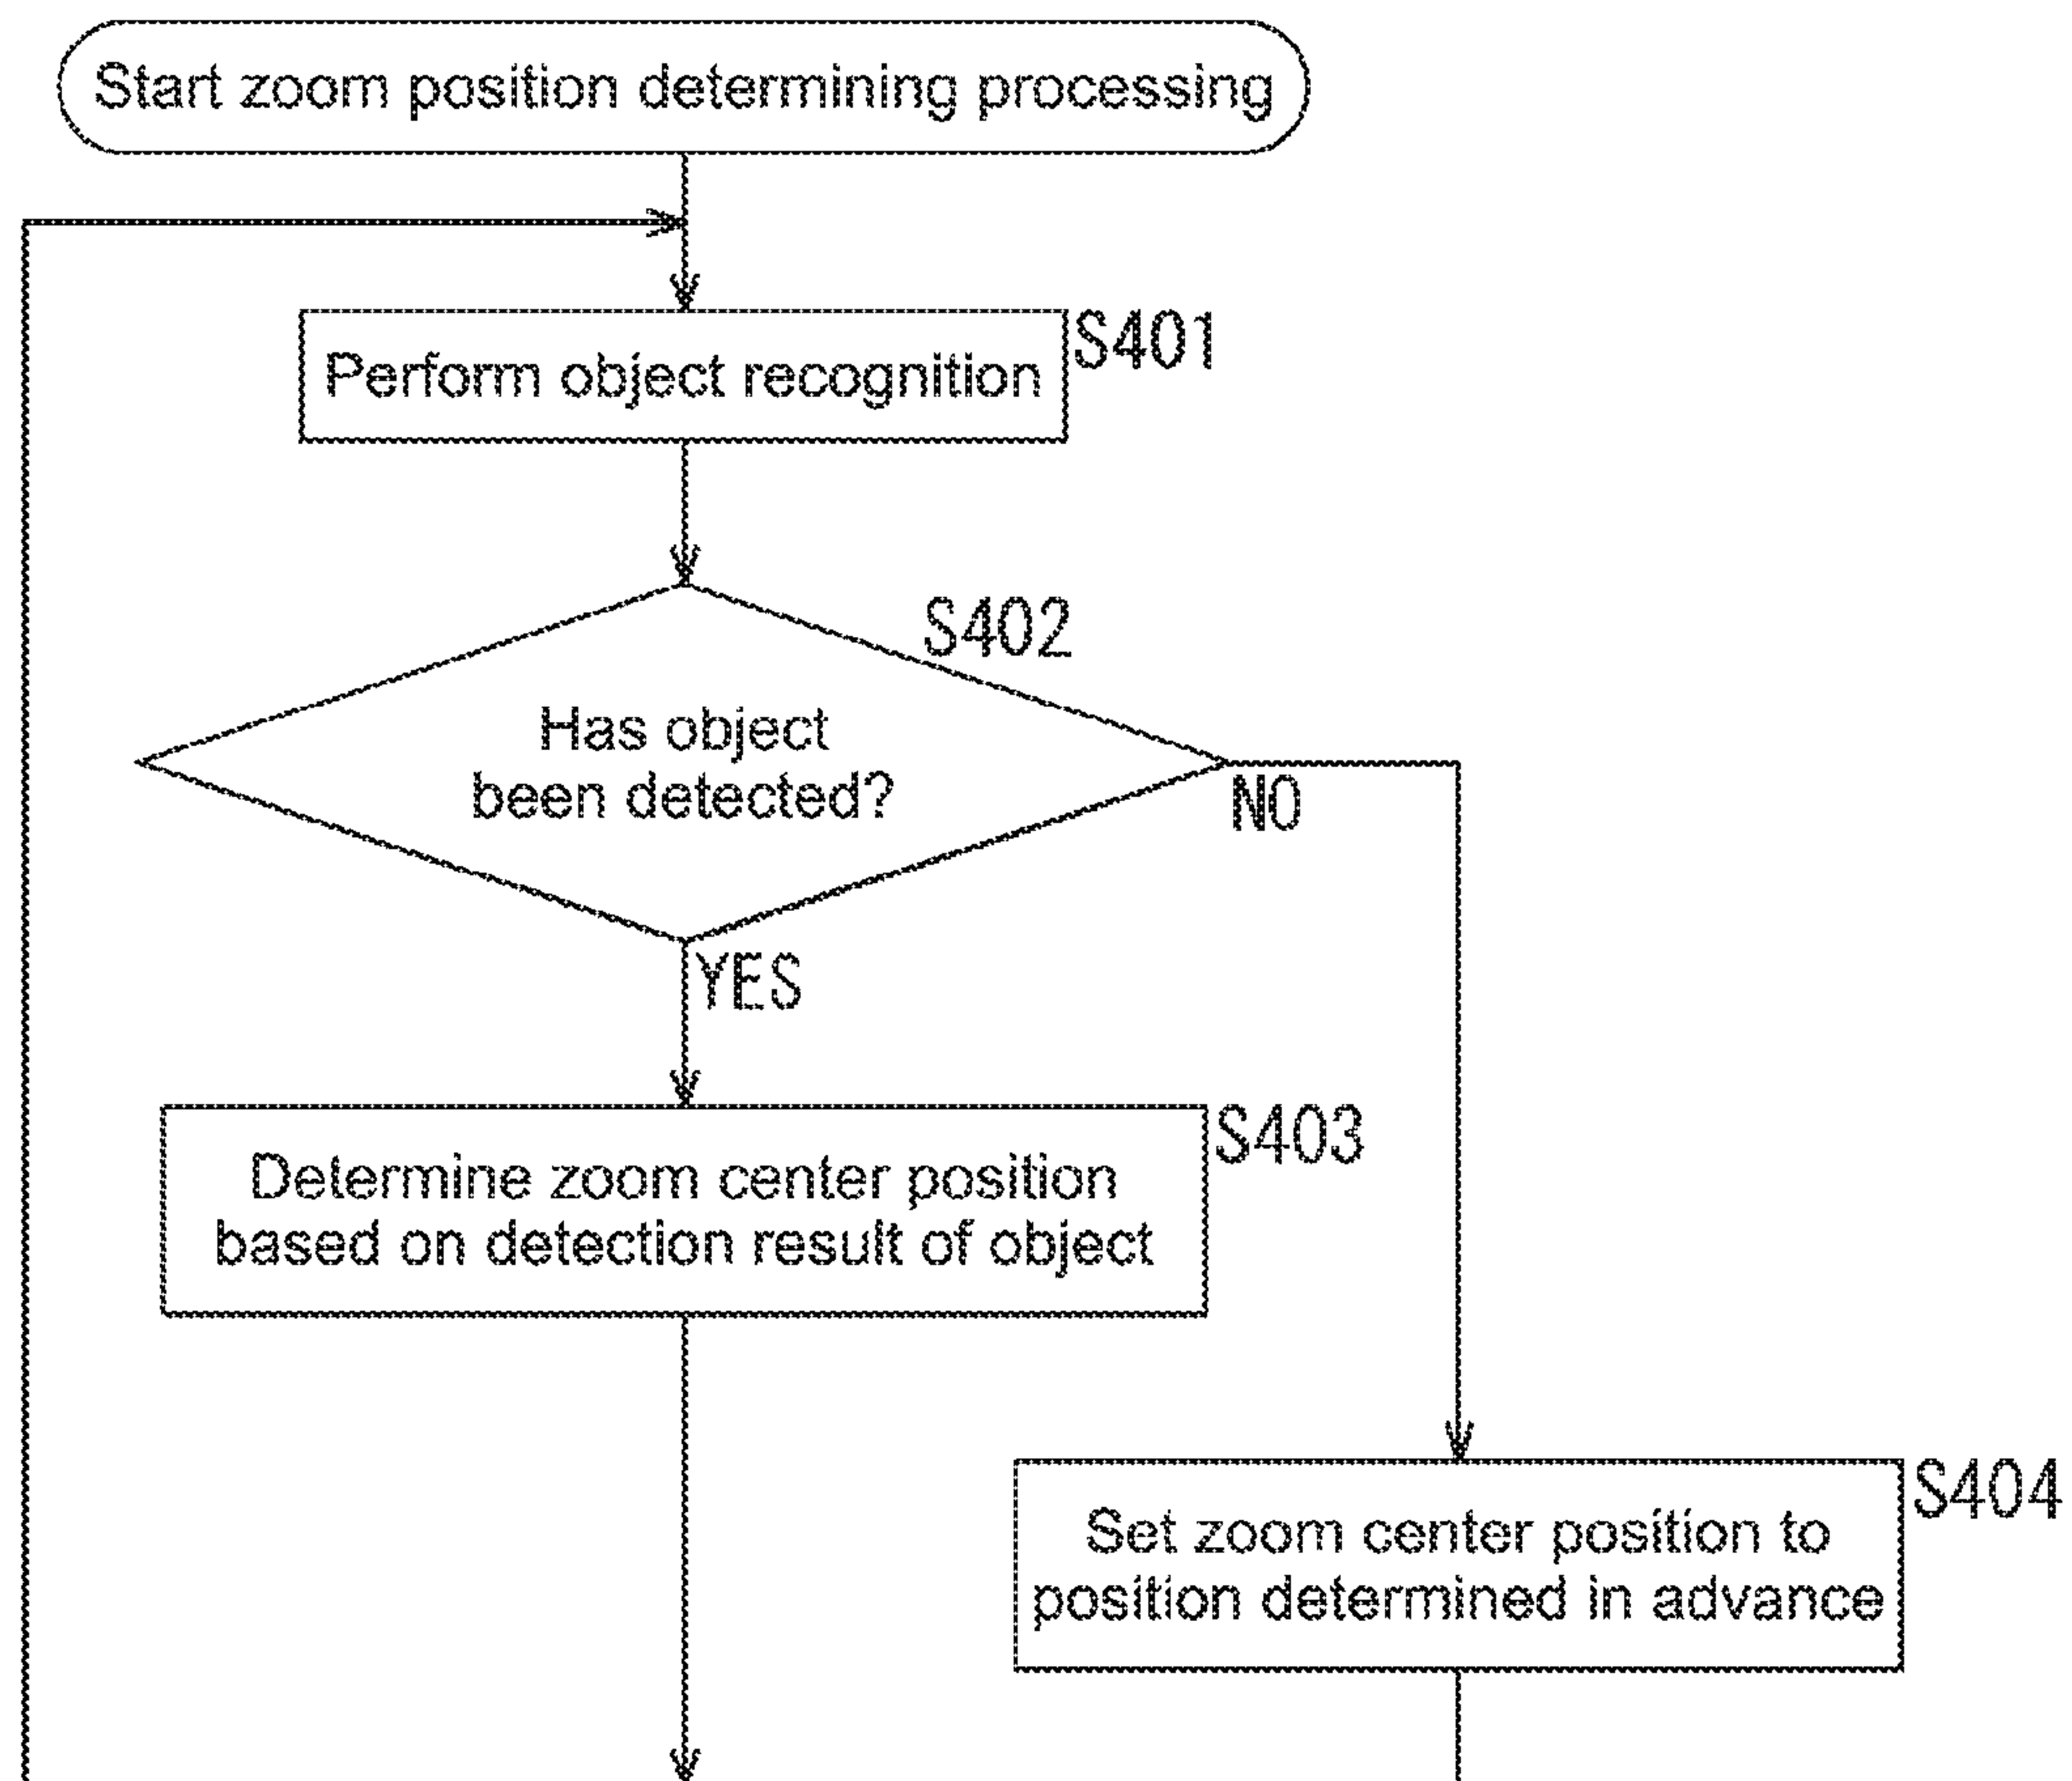 Start zoom position determining processing
S401
Perform object recognition
S402
Has object
been detected?
NO
YES
S403
Determine zoom center position
based on detection result of object
S404
Set zoom center position to
position determined in advance